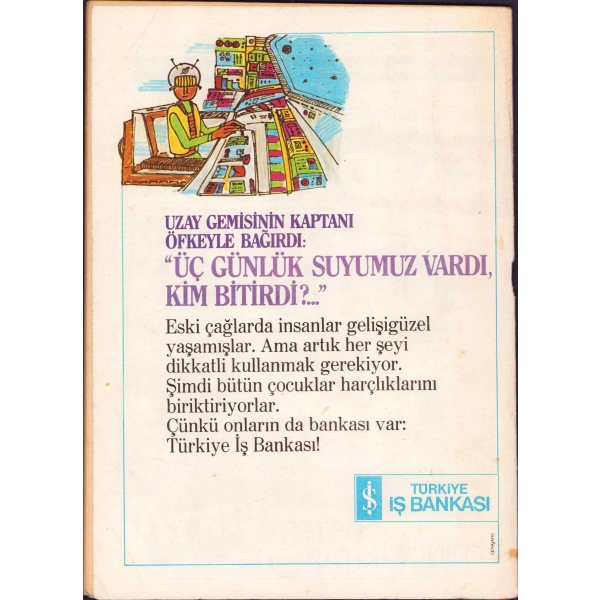 UZAY GEMİSİNİN KAPTANI
ÖFKEYLE BAĞIRDI:
“ÜÇ GÜNLÜK SUYUMUZ VARDI,
KİM BİTİRDİ?...”
Eski çağlarda insanlar gelişigüzel
yaşamışlar. Ama artık her şeyi
dikkatli kullanmak gerekiyor.
Şimdi bütün çocuklar harçlıklarını
biriktiriyorlar.
Çünkü onların da bankası var:
Türkiye İş Bankası!
TÜRKİYE
İŞ BANKASI